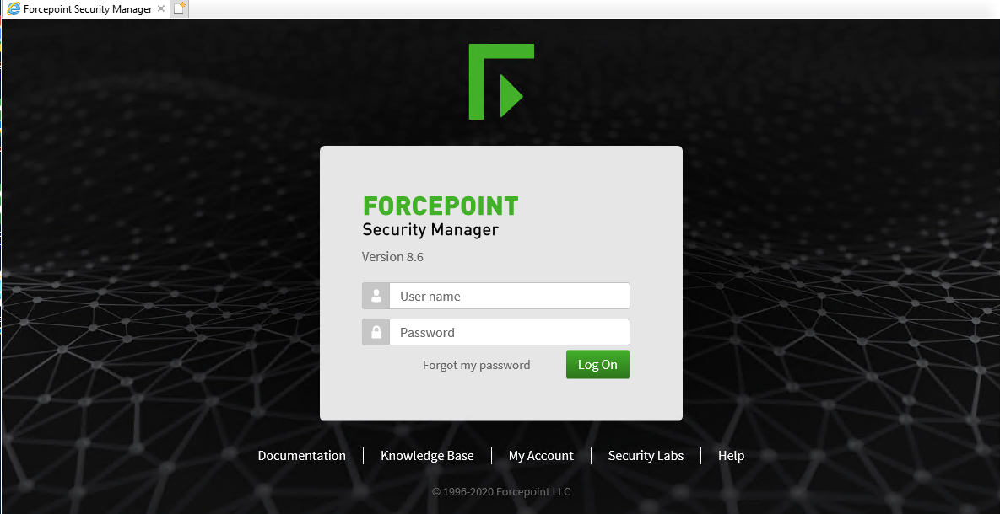 Forcepoint Security Manager
FORCEPOINT
Security Manager
Version 8.6
User name
Password
Forgot my password
Log On
Documentation
Knowledge Base
My Account
Security Labs
Help
© 1996-2020 Forcepoint LLC